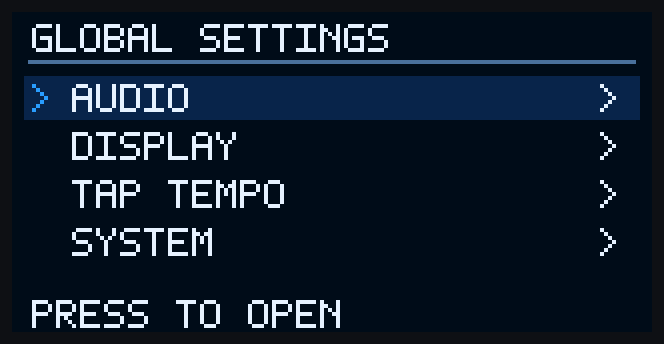 GLOBAL SETTINGS
> AUDIO >
DISPLAY >
TAP TEMPO >
SYSTEM >
PRESS TO OPEN